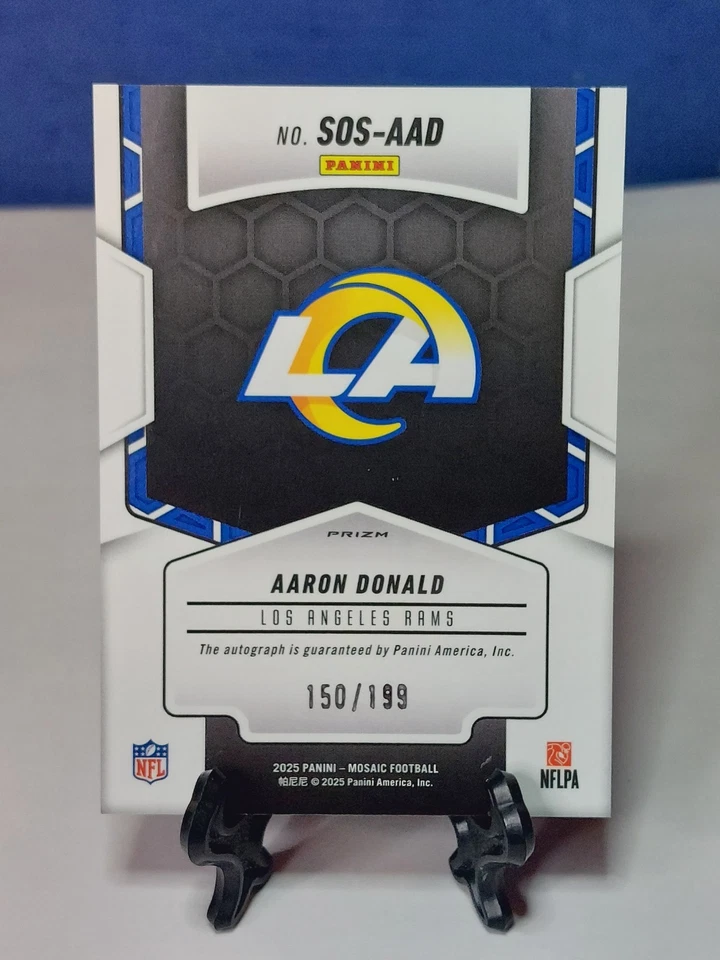 NO. SOS-AAD
PANINI
LA
PRIZM
AARON DONALD
LOS ANGELES RAMS
The autograph is guaranteed by Panini America, Inc.
150/199
NFL
NFLPA
2025 PANINI – MOSAIC FOOTBALL
帕尼尼 © 2025 Panini America, Inc.